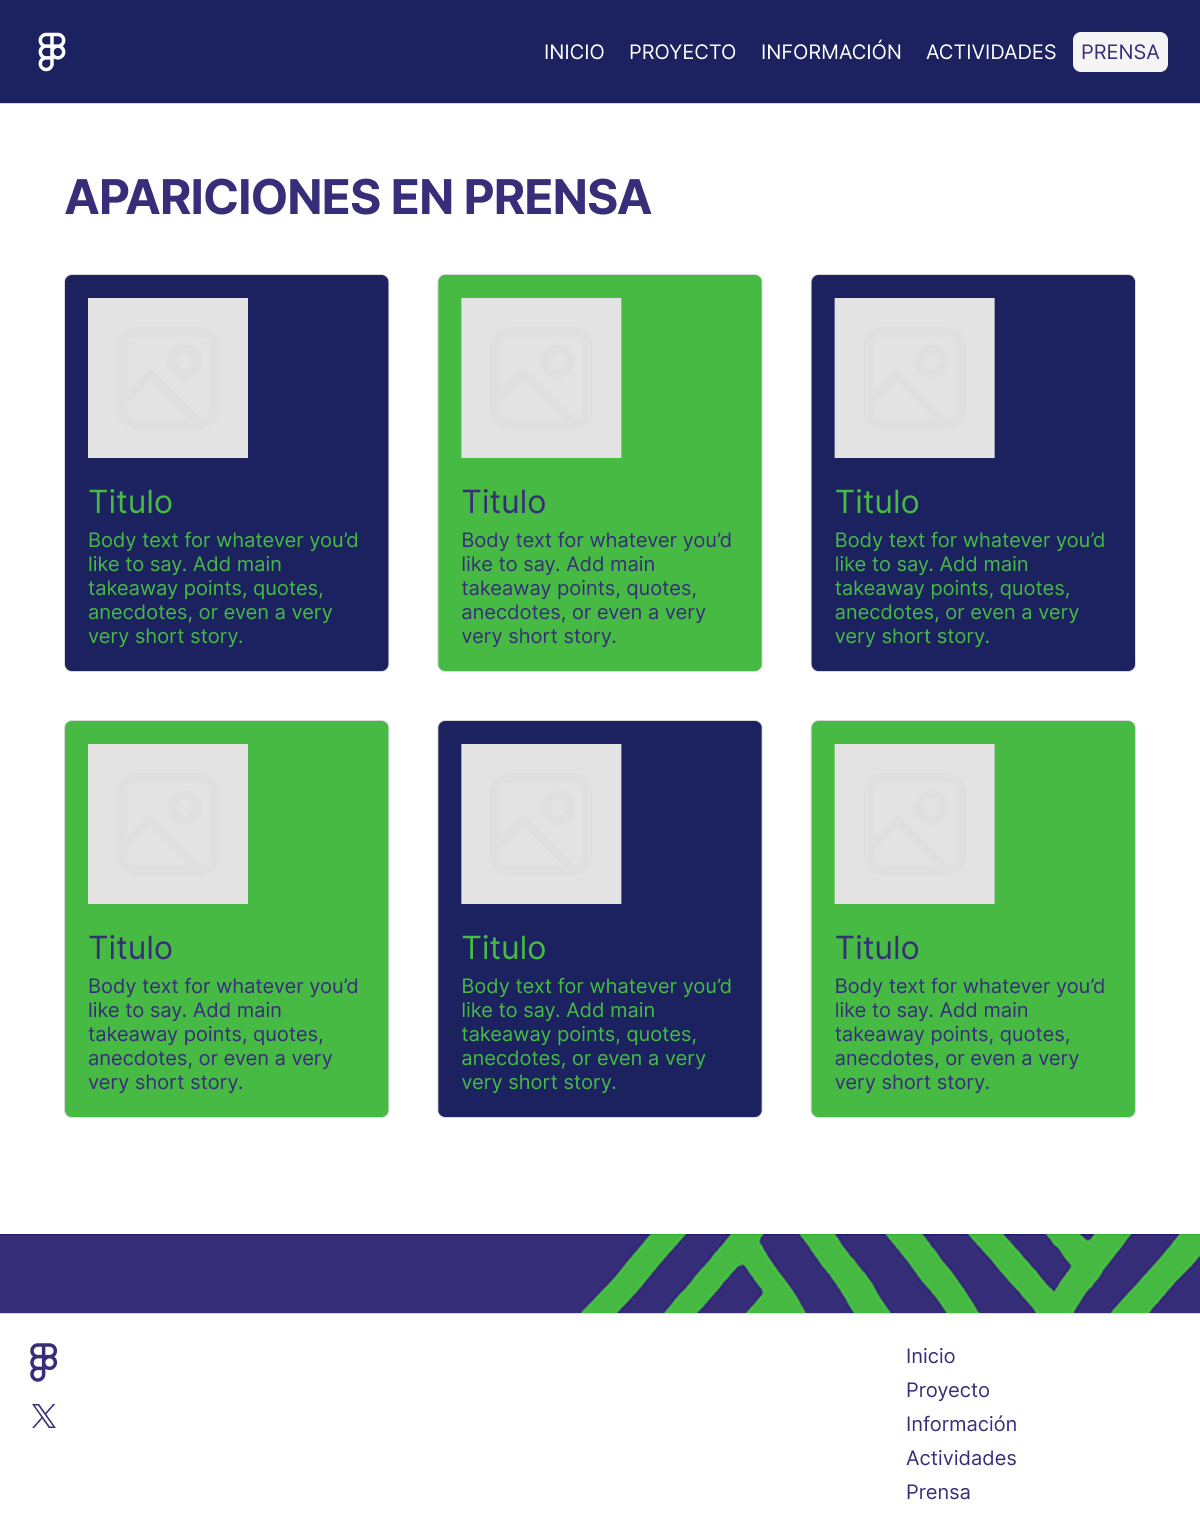 INICIO PROYECTO INFORMACIÓN ACTIVIDADES PRENSA
APARICIONES EN PRENSA
Titulo
Body text for whatever you’d
like to say. Add main
takeaway points, quotes,
anecdotes, or even a very
very short story.
Titulo
Body text for whatever you’d
like to say. Add main
takeaway points, quotes,
anecdotes, or even a very
very short story.
Titulo
Body text for whatever you’d
like to say. Add main
takeaway points, quotes,
anecdotes, or even a very
very short story.
Titulo
Body text for whatever you’d
like to say. Add main
takeaway points, quotes,
anecdotes, or even a very
very short story.
Titulo
Body text for whatever you’d
like to say. Add main
takeaway points, quotes,
anecdotes, or even a very
very short story.
Titulo
Body text for whatever you’d
like to say. Add main
takeaway points, quotes,
anecdotes, or even a very
very short story.
Inicio
Proyecto
Información
Actividades
Prensa